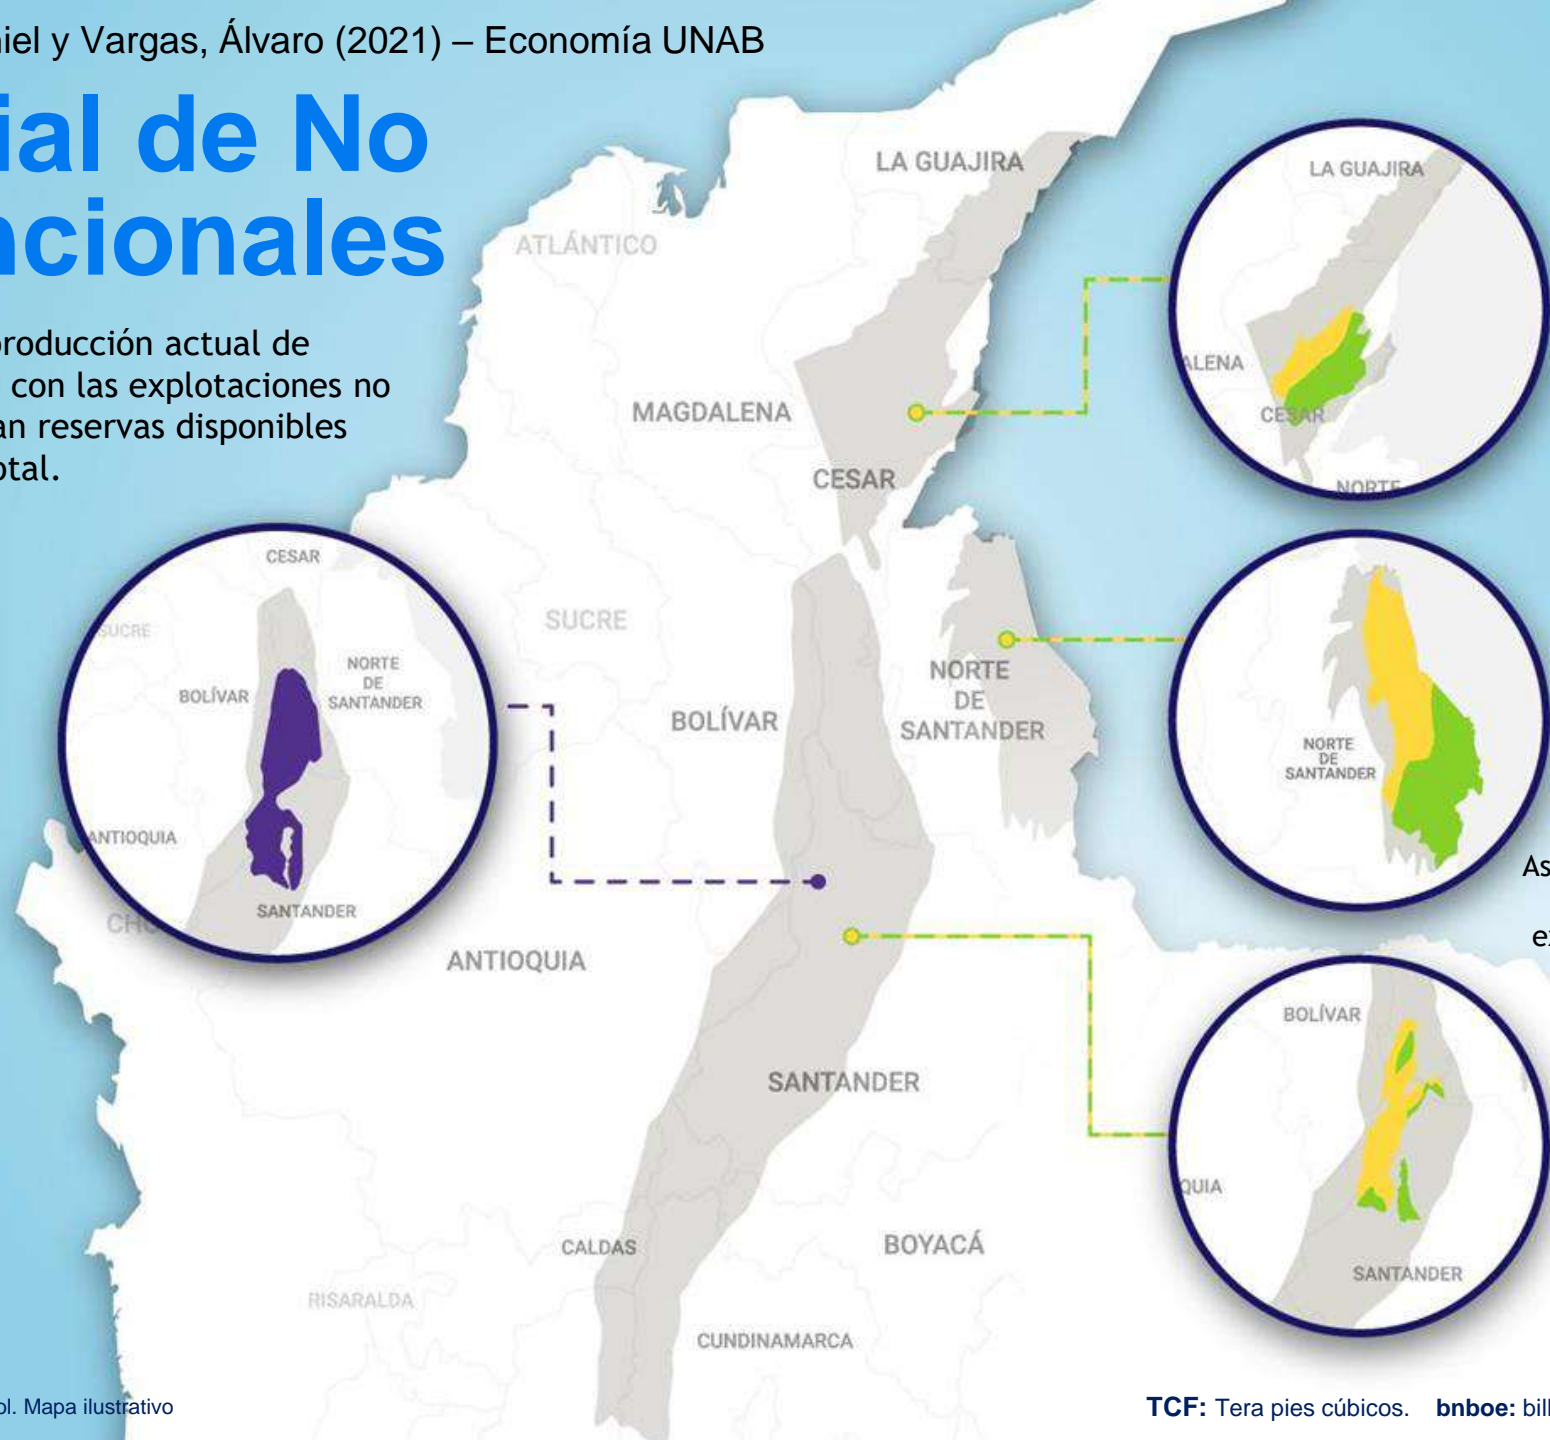 niel y Vargas, Álvaro (2021) – Economía UNAB
ial de No
ncionales
producción actual de
con las explotaciones no
an reservas disponibles
otal.
LA GUAJIRA
ATLÁNTICO
MAGDALENA
CESAR
SUCRE
NORTE
DE
SANTANDER
BOLÍVAR
ANTIOQUIA
SANTANDER
CALDAS
BOYACÁ
RISARALDA
CUNDINAMARCA
CESAR
SUCRE
NORTE
DE
SANTANDER
BOLÍVAR
ANTIOQUIA
SANTANDER
CHO
LA GUAJIRA
ALENA
CESAR
NORTE
NORTE
DE
SANTANDER
As
ex
BOLÍVAR
QUIA
SANTANDER
ol. Mapa ilustrativo
TCF: Tera pies cúbicos. bnboe: bill